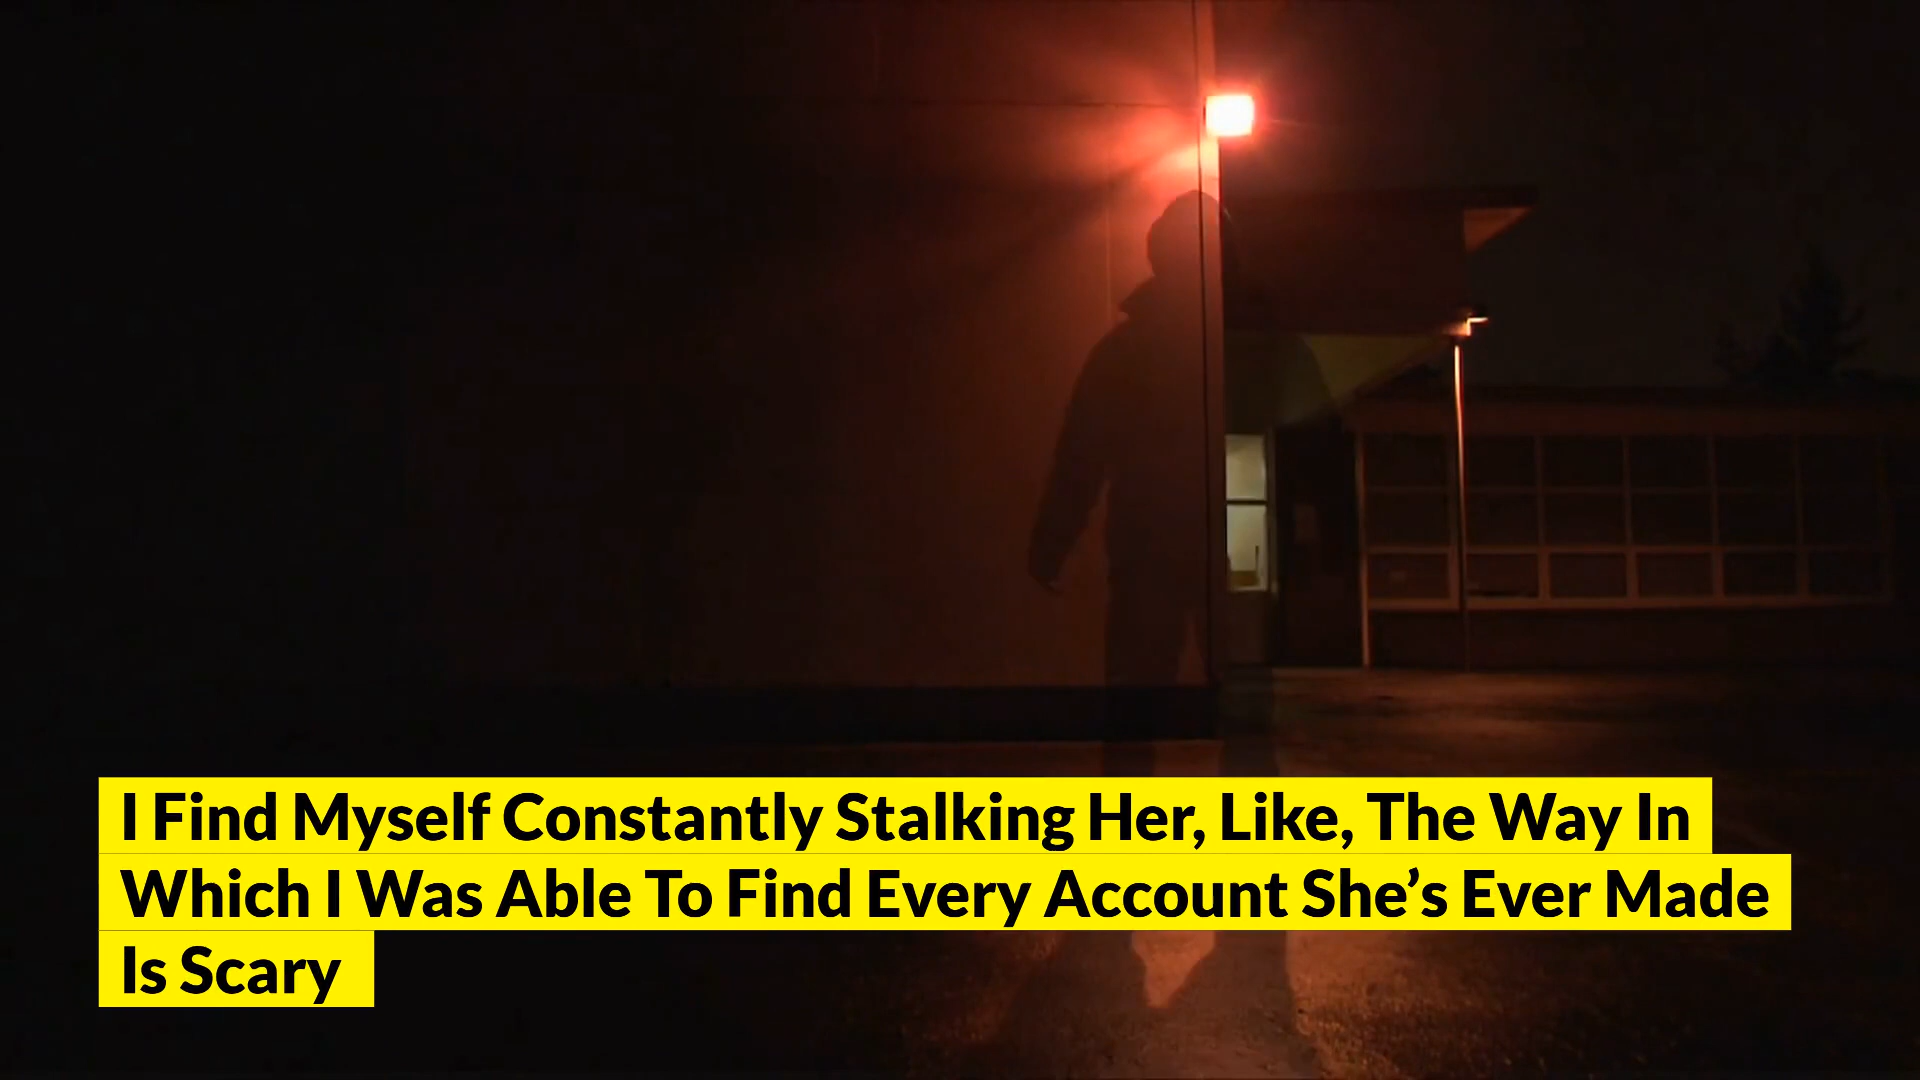 I Find Myself Constantly Stalking Her, Like, The Way In
Which I Was Able To Find Every Account She’s Ever Made
Is Scary